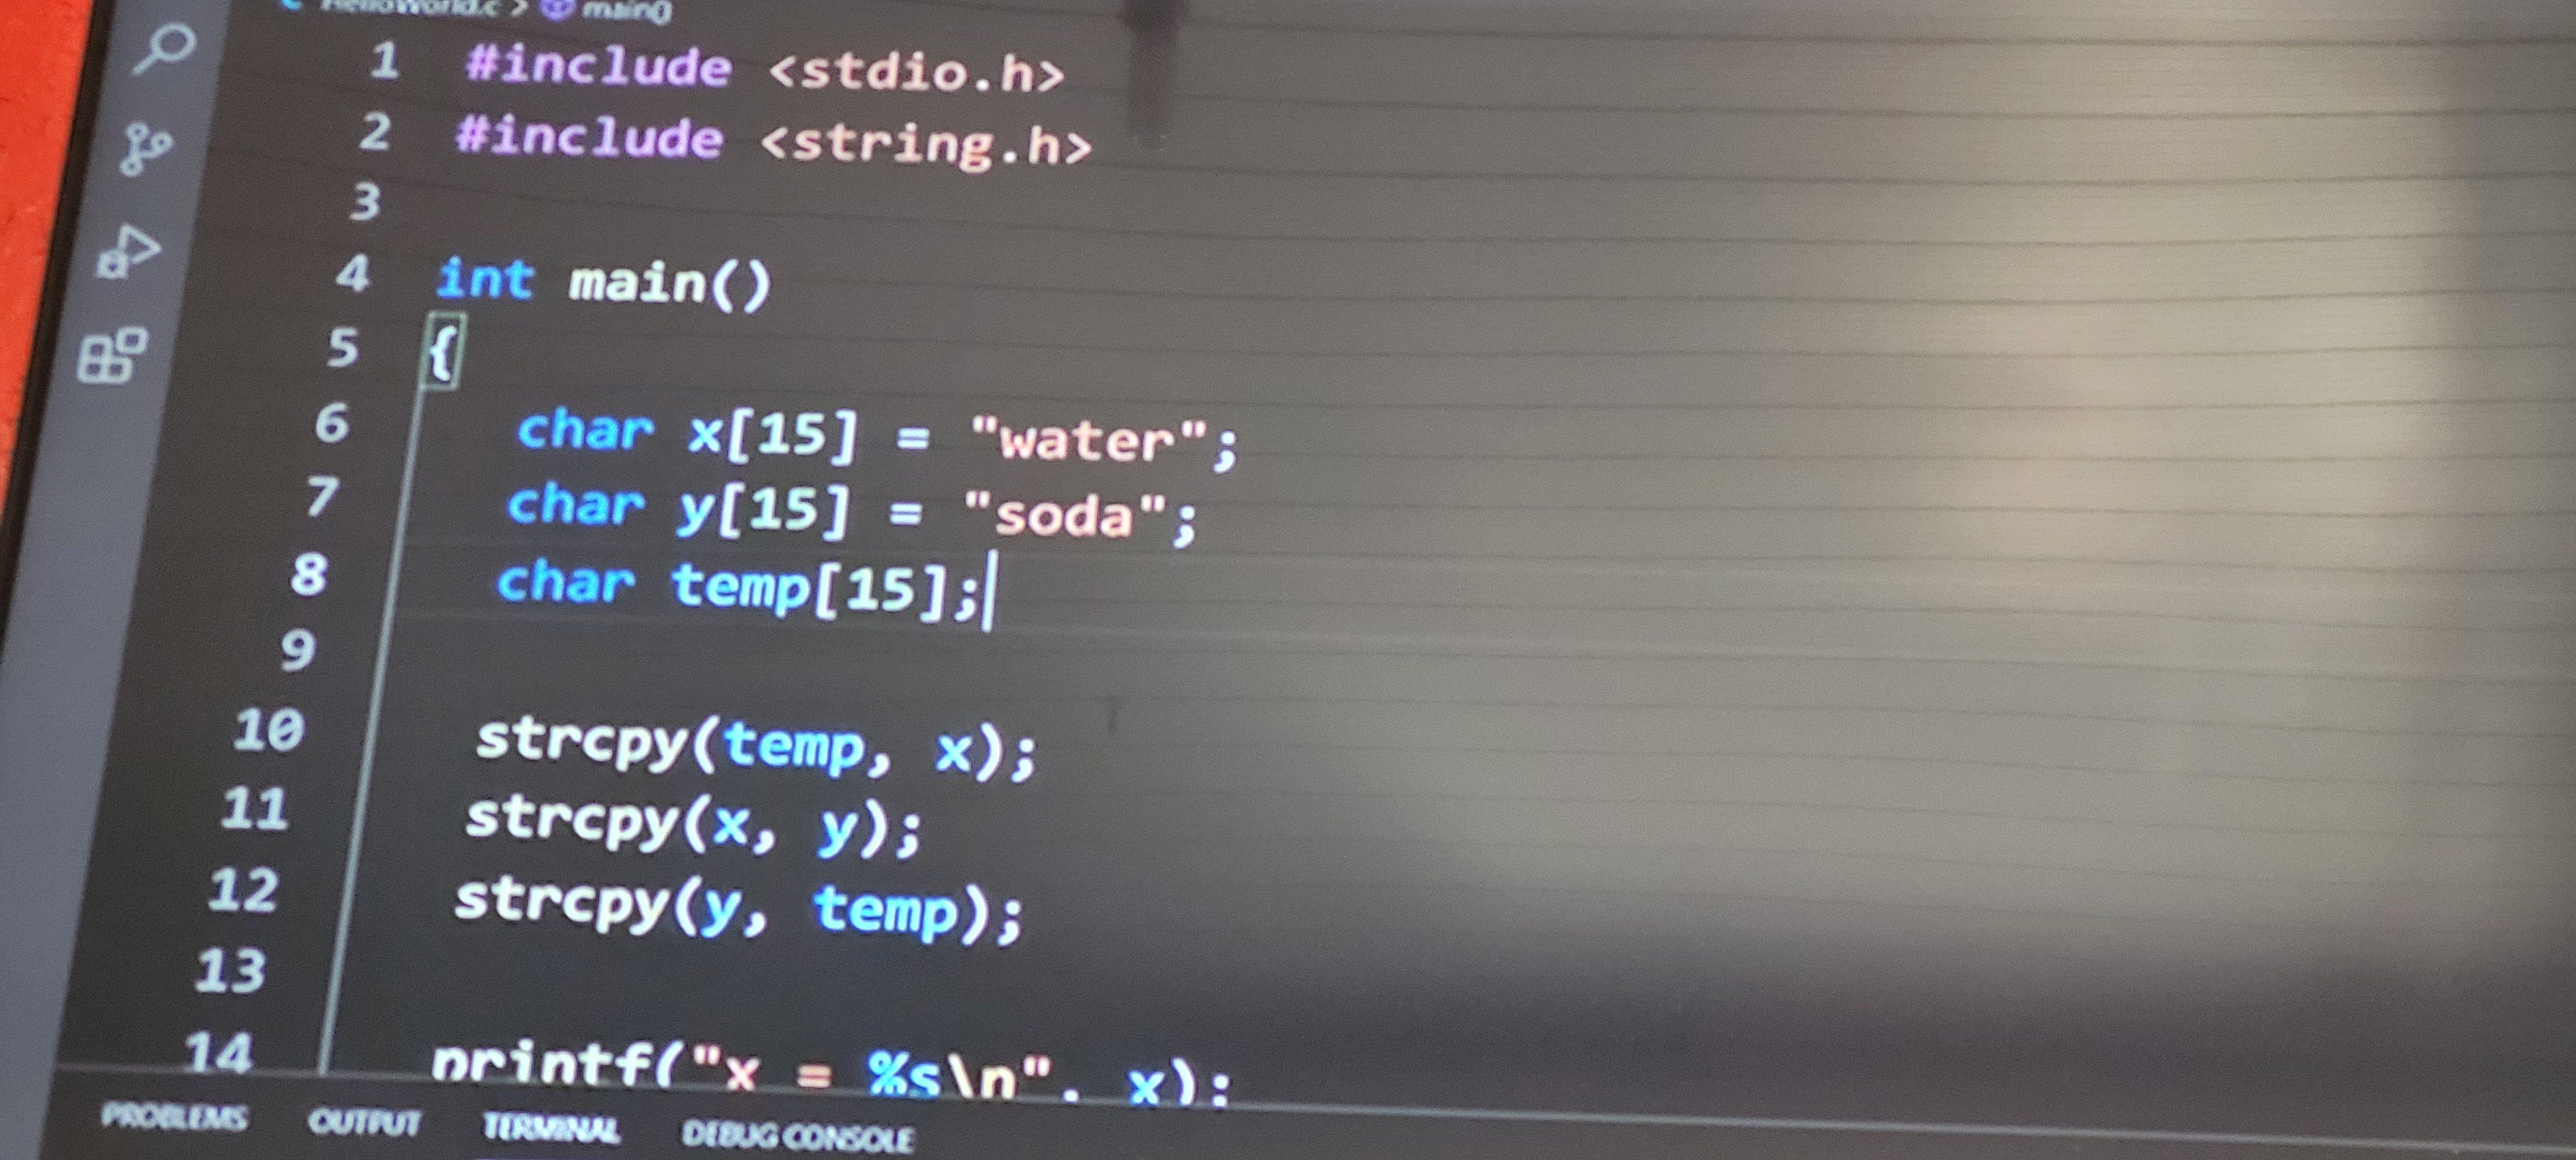 HelloWorld.c > main()
1 #include <stdio.h>
2 #include <string.h>
3
4 int main()
5 {
6 char x[15] = "water";
7 char y[15] = "soda";
8 char temp[15];
9
10 strcpy(temp, x);
11 strcpy(x, y);
12 strcpy(y, temp);
13
14 printf("x = %s\n", x);
PROBLEMS OUTPUT TERMINAL DEBUG CONSOLE